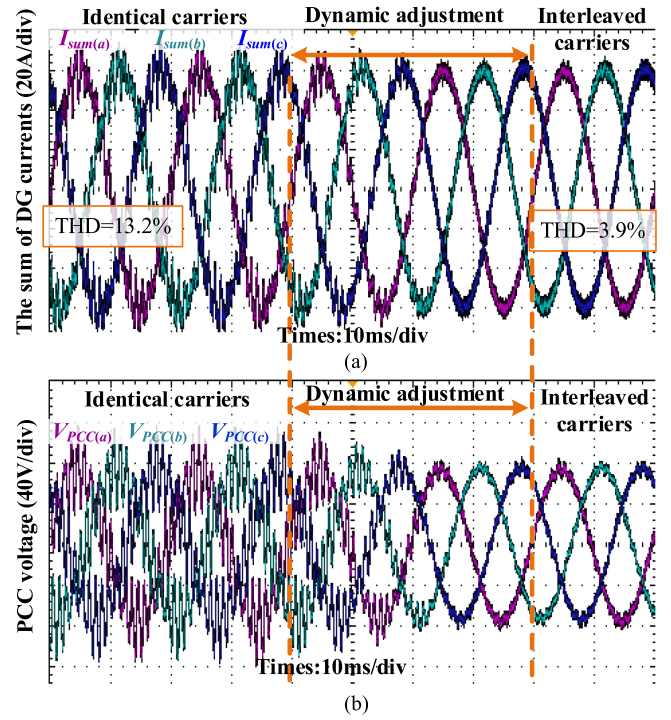 Identical carriers
Dynamic adjustment
Interleaved
carriers
Isum(a)
Isum(b)
Isum(c)
The sum of DG currents (20A/div)
THD=13.2%
THD=3.9%
Times:10ms/div
(a)
Identical carriers
Dynamic adjustment
Interleaved
carriers
VPCC(a)
VPCC(b)
VPCC(c)
PCC voltage (40V/div)
Times:10ms/div
(b)